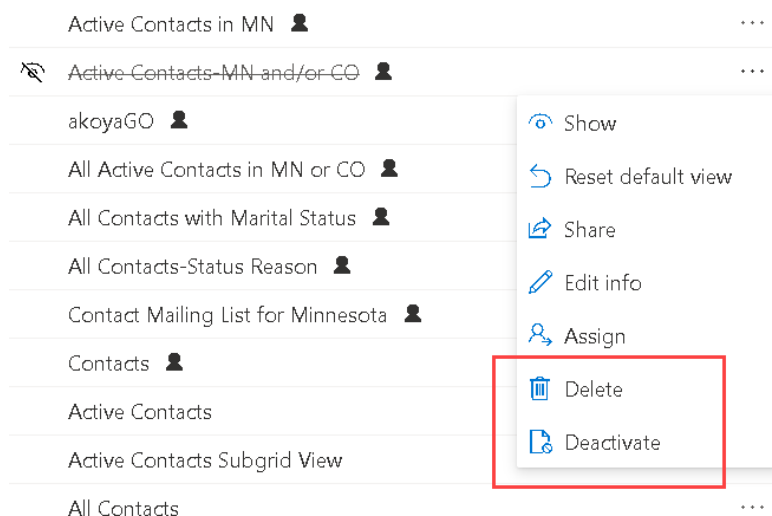 Active Contacts in MN
Active Contacts-MN and/or CO
akoyaGO
Show
All Active Contacts in MN or CO
Reset default view
All Contacts with Marital Status
Share
All Contacts-Status Reason
Edit info
Contact Mailing List for Minnesota
Assign
Contacts
Delete
Active Contacts
Deactivate
Active Contacts Subgrid View
All Contacts